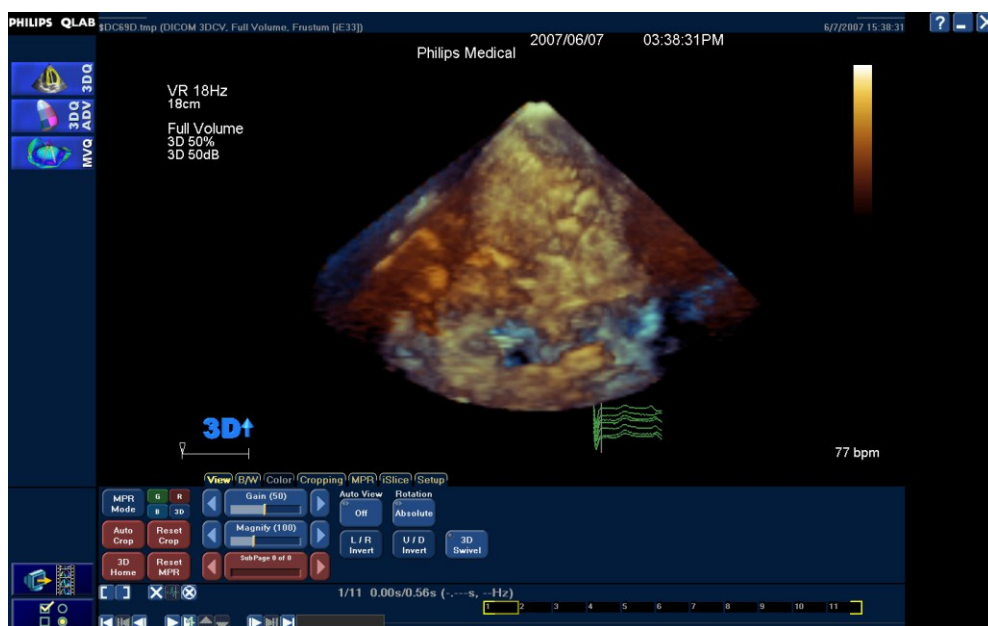 PHILIPS QLAB
$DC69D.tmp (DICOM 3DCV, Full Volume, Frustum [iE33])
6/7/2007 15:38:31
? 
2007/06/07 03:38:31PM
Philips Medical
3DQ
3DQ ADV
MVQ
VR 18Hz
18cm
Full Volume
3D 50%
3D 50dB
3D
V
77 bpm
View B/W Color Cropping MPR iSlice Setup
MPR Mode
G R
B 3D
Gain (50)
Auto View
Off
Rotation
Absolute
Auto Crop
Reset Crop
Magnify (100)
L / R Invert
U / D Invert
3D Swivel
3D Home
Reset MPR
SubPage 0 of 0
1/11 0.00s/0.56s (-.---s, --Hz)
1 2 3 4 5 6 7 8 9 10 11